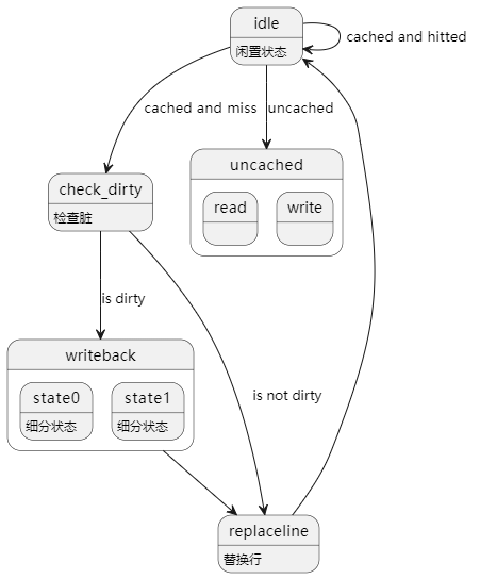 idle
闲置状态
cached and hitted
cached and miss
uncached
uncached
read
write
check_dirty
检查脏
is dirty
writeback
state0
细分状态
state1
细分状态
is not dirty
replaceline
替换行